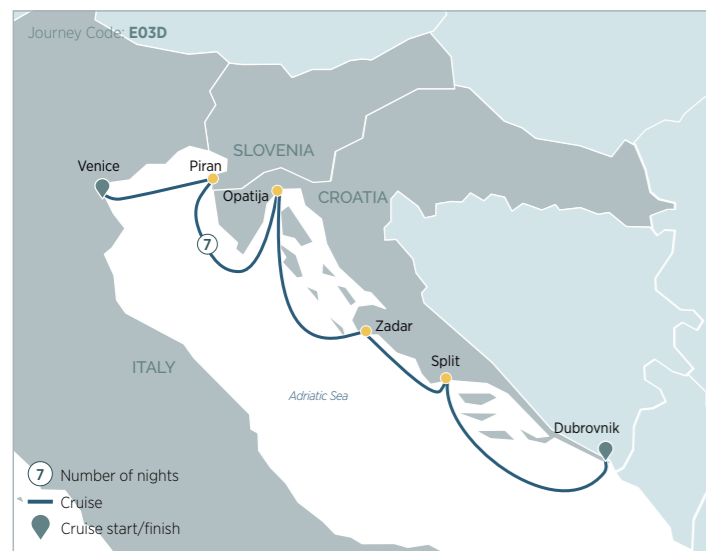 Journey Code: E03D
SLOVENIA
Venice
Piran
Opatija
CROATIA
7
Zadar
Split
ITALY
Adriatic Sea
Dubrovnik
7 Number of nights
Cruise
Cruise start/finish